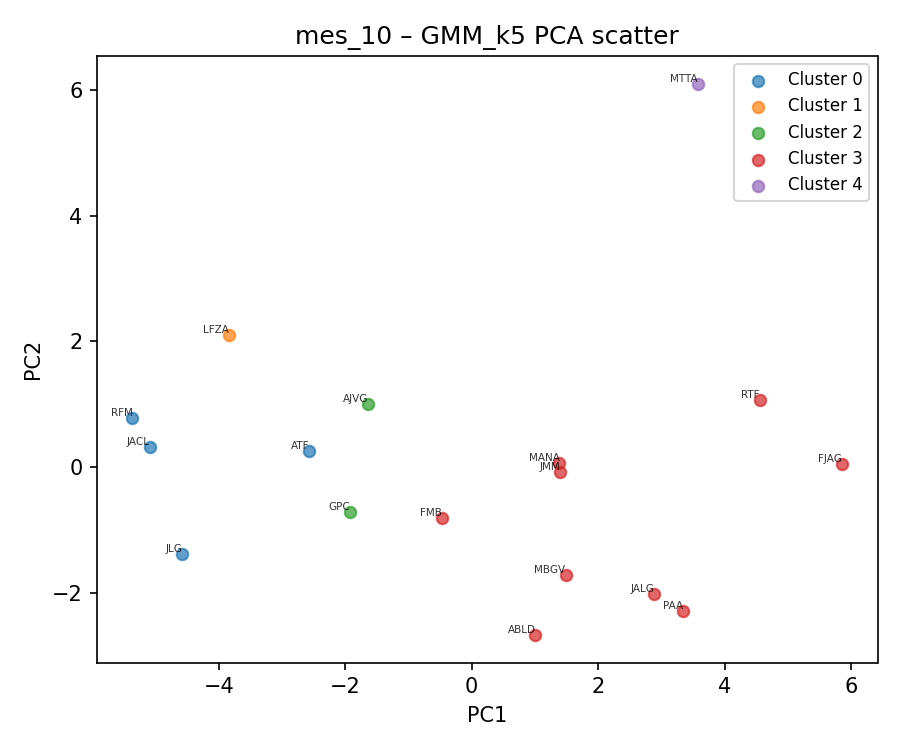 mes_10 – GMM_k5 PCA scatter
MTTA
Cluster 0
Cluster 1
Cluster 2
Cluster 3
Cluster 4
6
4
2
0
−2
PC2
LFZA
AJVG
RTF
RFM
JACL
ATF
MANA
JMM
FJAG
GPC
FMB
JLG
MBGV
JALG
PAA
ABLD
−4
−2
0
2
4
6
PC1